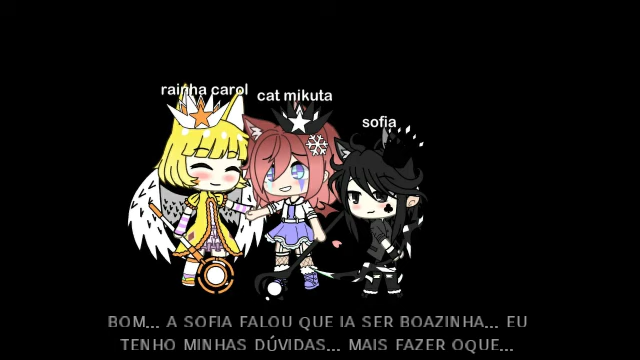 rainha carol
cat mikuta
sofia
BOM... A SOFIA FALOU QUE IA SER BOAZINHA... EU
TENHO MINHAS DÚVIDAS... MAIS FAZER OQUE...